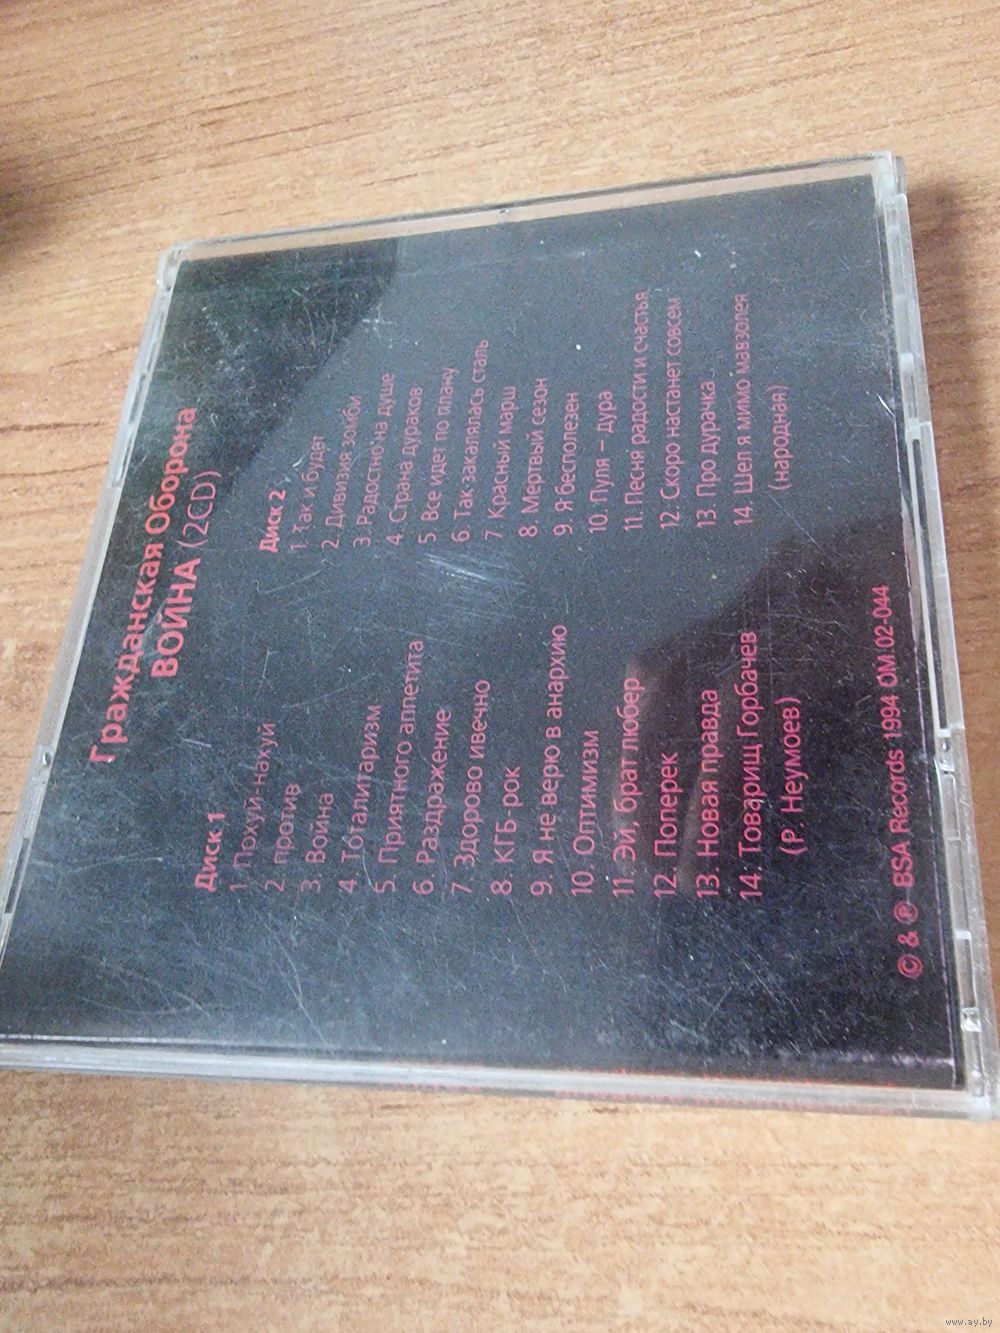 Гражданская Оборона
ВОЙНА (2CD)
Диск 1
1 Похуй-нахуй
2 против
3. Война
4. Тоталитаризм
5. Приятного аппетита
6. Раздражение
7. Здорово и вечно
8. КГБ-рок
9. Я не верю в анархию
10. Оптимизм
11. Эй, брат любер
12. Поперек
13. Новая правда
14. Товарищ Горбачев
(Р. Неумоев)
Диск 2
1 Так и будет
2. Дивизия зомби
3 Радостно на душе
4. Страна дураков
5 Все идет по плану
6. Так закалялась сталь
7 Красный марш
8 Мертвый сезон
9 Я бесполезен
10. Пуля – дура
11. Песня радости и счастья
12. Скоро настанет совсем
13. Про дурачка
14 Шел я мимо мавзолея
(народная)
© & ℗ BSA Records 1994 OM 02-044
www.ay.by